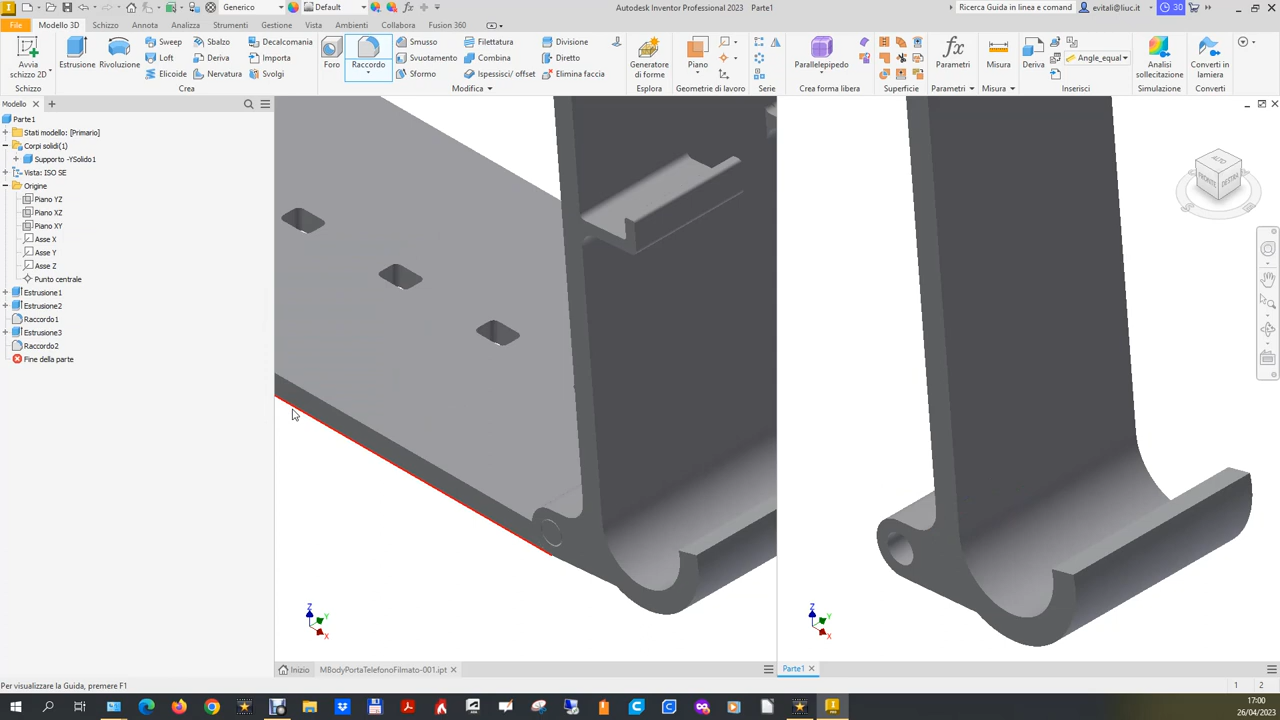 Generico
Default
Autodesk Inventor Professional 2023 Parte1
Ricerca Guida in linea e comand
evitali@liuc.it
30
File
Modello 3D
Schizzo
Annota
Analizza
Strumenti
Gestione
Vista
Ambienti
Collabora
Fusion 360
Avvia
schizzo 2D
Estrusione
Rivoluzione
Sweep
Loft
Elicoide
Sbalzo
Deriva
Nervatura
Decalcomania
Importa
Svolgi
Foro
Raccordo
Smusso
Svuotamento
Sformo
Filettatura
Combina
Ispessisci/ offset
Divisione
Diretto
Elimina faccia
Generatore
di forme
Piano
Parallelepipedo
Parametri
Misura
Deriva
Angle_equal
Analisi
sollecitazione
Converti in
lamiera
Schizzo
Crea
Modifica
Esplora
Geometrie di lavoro
Serie
Crea forma libera
Superficie
Parametri
Misura
Inserisci
Simulazione
Converti
Modello
Parte1
Stati modello: [Primario]
Corpi solidi(1)
Supporto -YSolido1
Vista: ISO SE
Origine
Piano YZ
Piano XZ
Piano XY
Asse X
Asse Y
Asse Z
Punto centrale
Estrusione1
Estrusione2
Raccordo1
Estrusione3
Raccordo2
Fine della parte
ALTO
FRONTE
DESTRA
Z
Y
X
Z
Y
X
Inizio
MBodyPortaTelefonoFilmato-001.ipt
Parte1
Per visualizzare la Guida, premere F1
1
2
17:00
26/04/2023